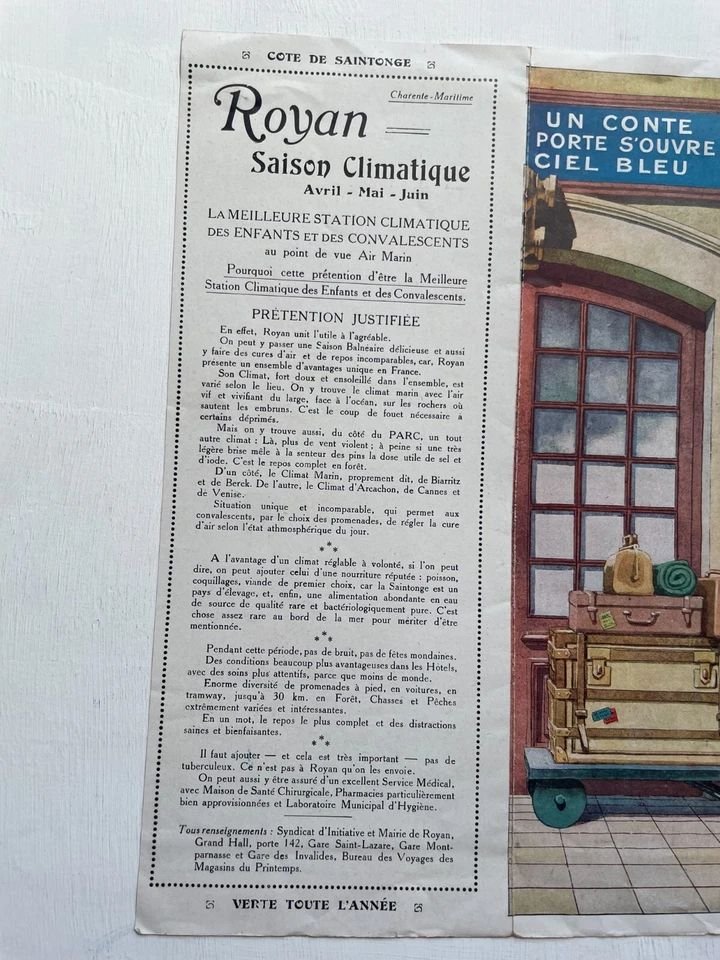 COTE DE SAINTONGE
Charente-Maritime
Royan
Saison Climatique
Avril - Mai - Juin
LA MEILLEURE STATION CLIMATIQUE
DES ENFANTS ET DES CONVALESCENTS
au point de vue Air Marin
Pourquoi cette prétention d'être la Meilleure
Station Climatique des Enfants et des Convalescents.
PRÉTENTION JUSTIFIÉE
En effet, Royan unit l'utile à l'agréable.
On peut y passer une Saison Balnéaire délicieuse et aussi
y faire des cures d'air et de repos incomparables, car, Royan
présente un ensemble d'avantages unique en France.
Son Climat, fort doux et ensoleillé dans l'ensemble, est
varié selon le lieu. On y trouve le climat marin avec l'air
vif et vivifiant du large, face à l'océan, sur les rochers où
sautent les embruns. C'est le coup de fouet nécessaire à
certains déprimés.
Mais on y trouve aussi, du côté du PARC, un tout
autre climat : Là, plus de vent violent ; à peine si une très
légère brise mêle à la senteur des pins la dose utile de sel et
d'iode. C'est le repos complet en forêt.
D'un côté, le Climat Marin, proprement dit, de Biarritz
et de Berck. De l'autre, le Climat d'Arcachon, de Cannes et
de Venise.
Situation unique et incomparable, qui permet aux
convalescents, par le choix des promenades, de régler la cure
d'air selon l'état athmosphérique du jour.
* * *
A l'avantage d'un climat réglable à volonté, si l'on peut
dire, on peut ajouter celui d'une nourriture réputée : poisson,
coquillages, viande de premier choix, car la Saintonge est un
pays d'élevage, et, enfin, une alimentation abondante en eau
de source de qualité rare et bactériologiquement pure. C'est
chose assez rare au bord de la mer pour mériter d'être
mentionnée.
* * *
Pendant cette période, pas de bruit, pas de fêtes mondaines.
Des conditions beaucoup plus avantageuses dans les Hôtels,
avec des soins plus attentifs, parce que moins de monde.
Enorme diversité de promenades à pied, en voitures, en
tramway, jusqu'à 30 km. en Forêt, Chasses et Pêches
extrêmement variées et intéressantes.
En un mot, le repos le plus complet et des distractions
saines et bienfaisantes.
* * *
Il faut ajouter — et cela est très important — pas de
tuberculeux. Ce n'est pas à Royan qu'on les envoie.
On peut aussi y être assuré d'un excellent Service Médical,
avec Maison de Santé Chirurgicale, Pharmacies particulièrement
bien approvisionnées et Laboratoire Municipal d'Hygiène.
Tous renseignements : Syndicat d'Initiative et Mairie de Royan,
Grand Hall, porte 142, Gare Saint-Lazare, Gare Mont-
parnasse et Gare des Invalides, Bureau des Voyages des
Magasins du Printemps.
VERTE TOUTE L'ANNÉE
UN CONTE
PORTE S'OUVRE
CIEL BLEU